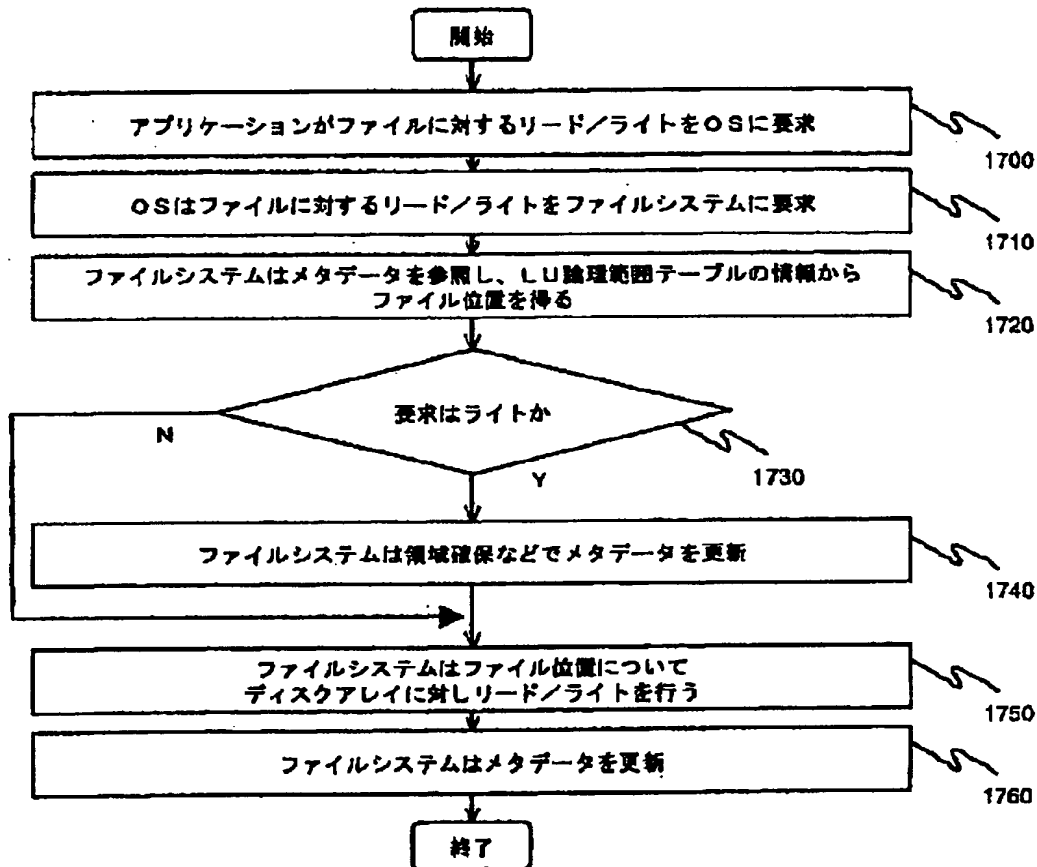 開始
アプリケーションがファイルに対するリード/ライトをOSに要求
1700
OSはファイルに対するリード/ライトをファイルシステムに要求
1710
ファイルシステムはメタデータを参照し、LU論理範囲テーブルの情報から
ファイル位置を得る
1720
要求はライトか
N
Y
1730
ファイルシステムは領域確保などでメタデータを更新
1740
ファイルシステムはファイル位置について
ディスクアレイに対しリード/ライトを行う
1750
ファイルシステムはメタデータを更新
1760
終了